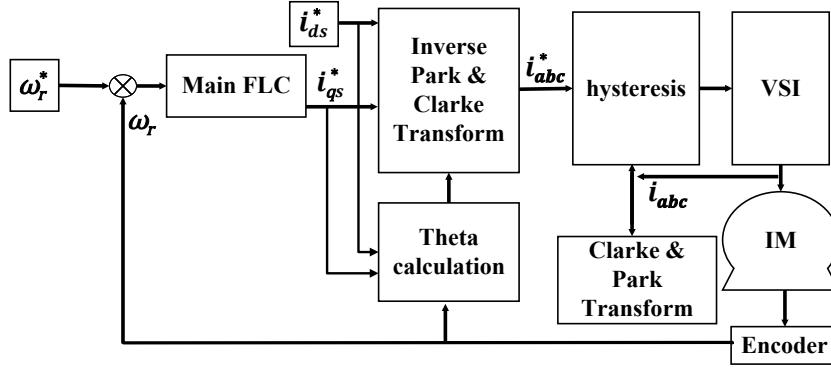 i*ds
Inverse
Park &
Clarke
Transform
ω*r
Main FLC
i*qs
i*abc
hysteresis
VSI
ωr
iabc
Theta
calculation
Clarke &
Park
Transform
IM
Encoder